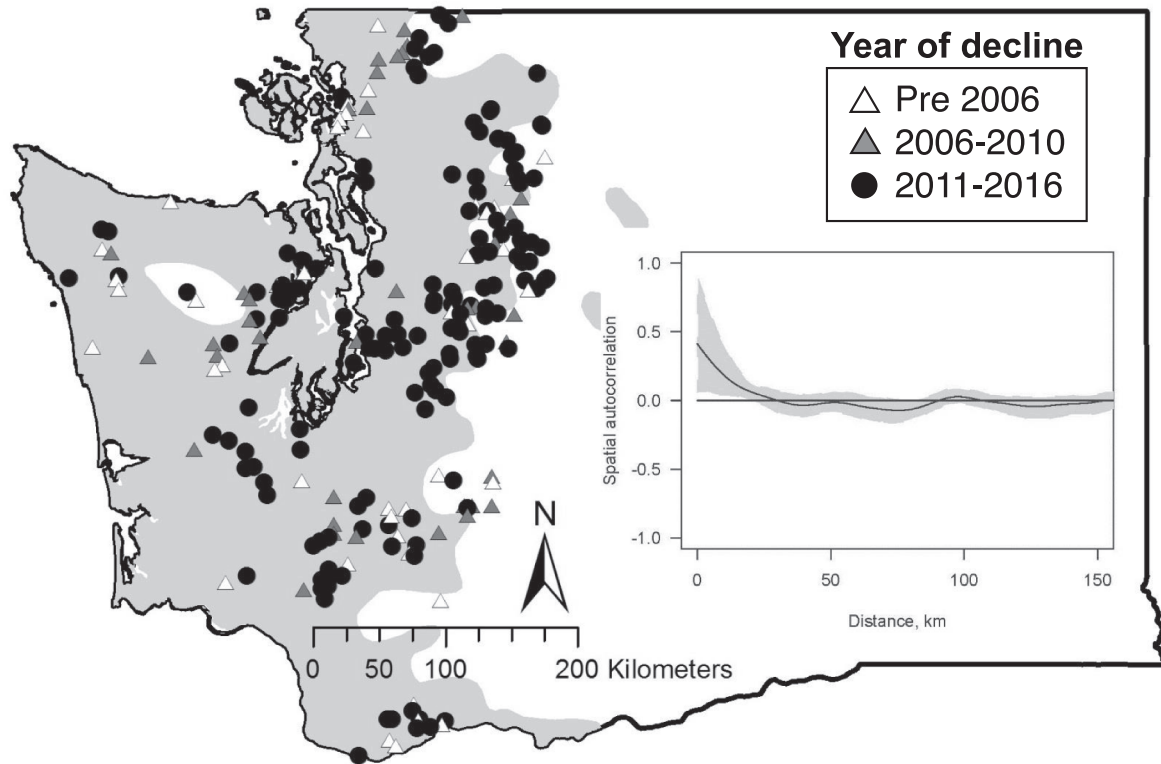 Year of decline
Pre 2006
2006-2010
2011-2016
1.0
0.5
0.0
-0.5
-1.0
Spatial autocorrelation
0 50 100 150
Distance, km
N
0 50 100 200 Kilometers